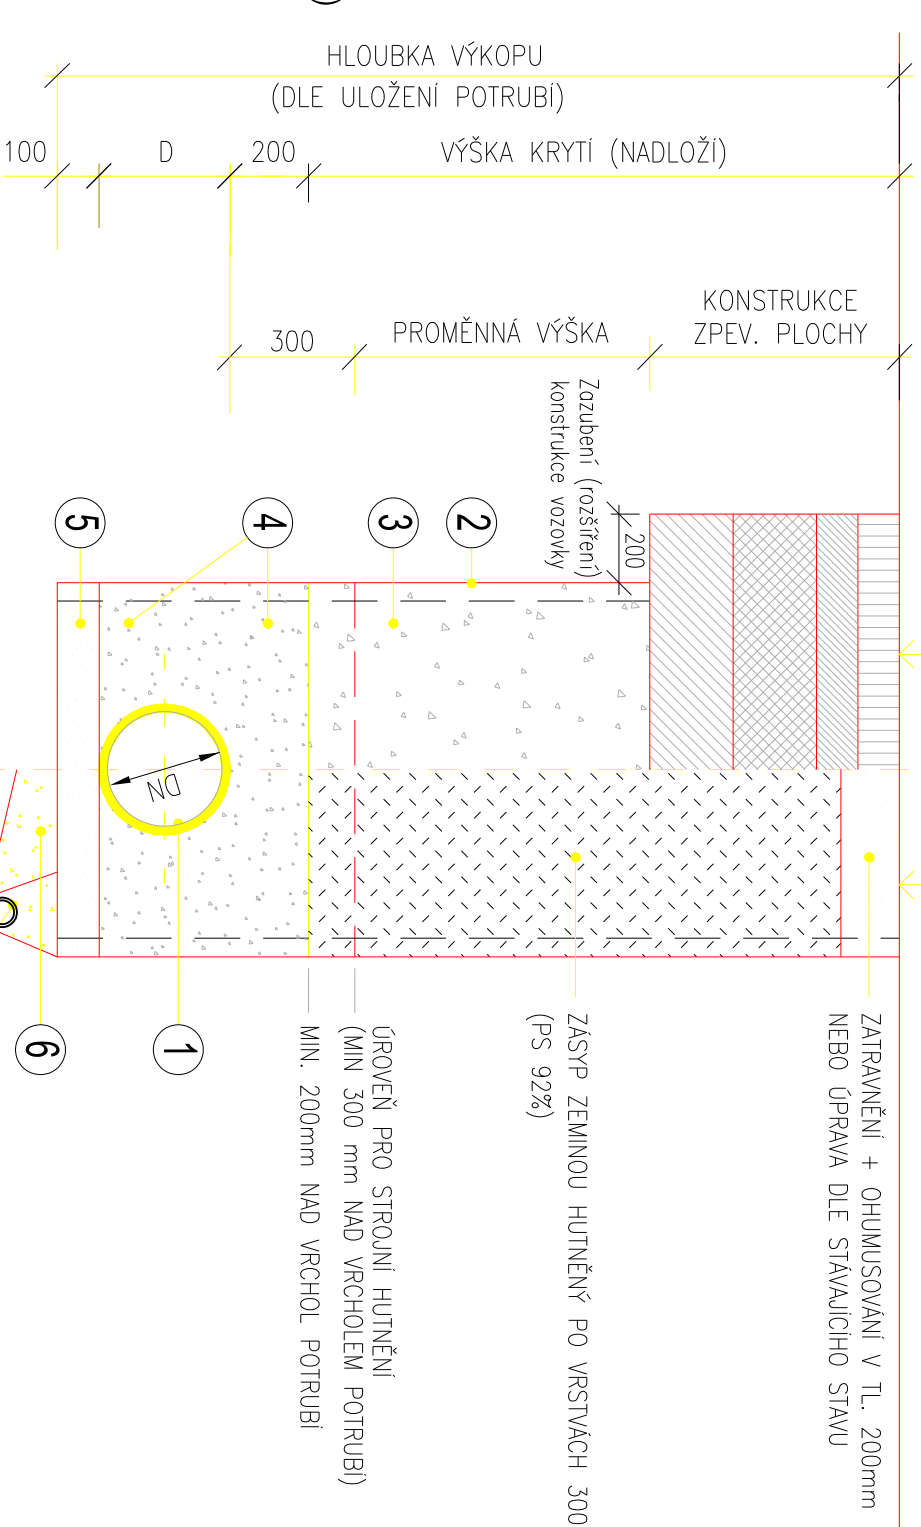 HLOUBKA VÝKOPU
(DLE ULOŽENÍ POTRUBÍ)
100
D
200
VÝŠKA KRYTÍ (NADLOŽÍ)
300
PROMĚNNÁ VÝŠKA
KONSTRUKCE
ZPEV. PLOCHY
Zazubení (rozšíření)
konstrukce vozovky
200
5
4
3
2
DN
6
1
ZATRAVNĚNÍ + OHUMUSOVÁNÍ V TL. 200mm
NEBO ÚPRAVA DLE STÁVAJÍCÍHO STAVU
ZÁSYP ZEMINOU HUTNĚNÝ PO VRSTVÁCH 300
(PS 92%)
ÚROVEŇ PRO STROJNÍ HUTNĚNÍ
(MIN 300 mm NAD VRCHOLEM POTRUBÍ)
MIN. 200mm NAD VRCHOL POTRUBÍ